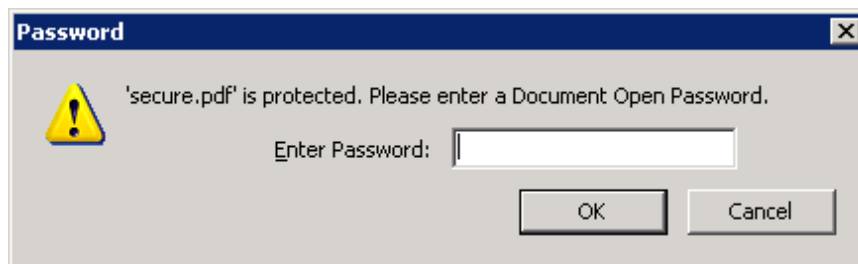 Password
'secure.pdf' is protected. Please enter a Document Open Password.
Enter Password:
OK Cancel